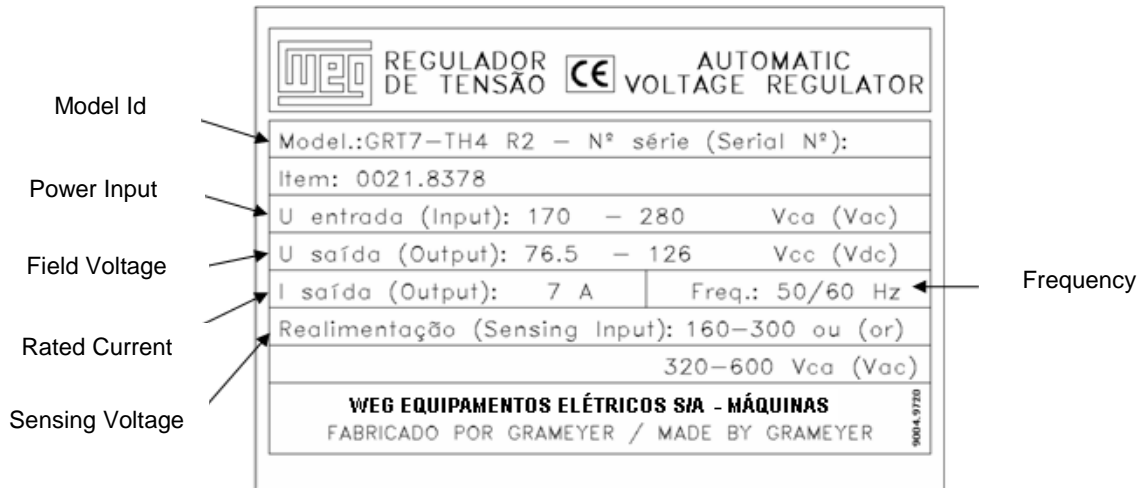 WEG
REGULADOR DE TENSÃO
CE
AUTOMATIC VOLTAGE REGULATOR
Model Id
Model.:GRT7-TH4 R2 - Nº série (Serial Nº):
Item: 0021.8378
Power Input
U entrada (Input): 170 - 280 Vca (Vac)
Field Voltage
U saída (Output): 76.5 - 126 Vcc (Vdc)
Rated Current
I saída (Output): 7 A
Freq.: 50/60 Hz
Frequency
Sensing Voltage
Realimentação (Sensing Input): 160-300 ou (or)
320-600 Vca (Vac)
WEG EQUIPAMENTOS ELÉTRICOS S/A - MÁQUINAS
FABRICADO POR GRAMEYER / MADE BY GRAMEYER
9004.9720